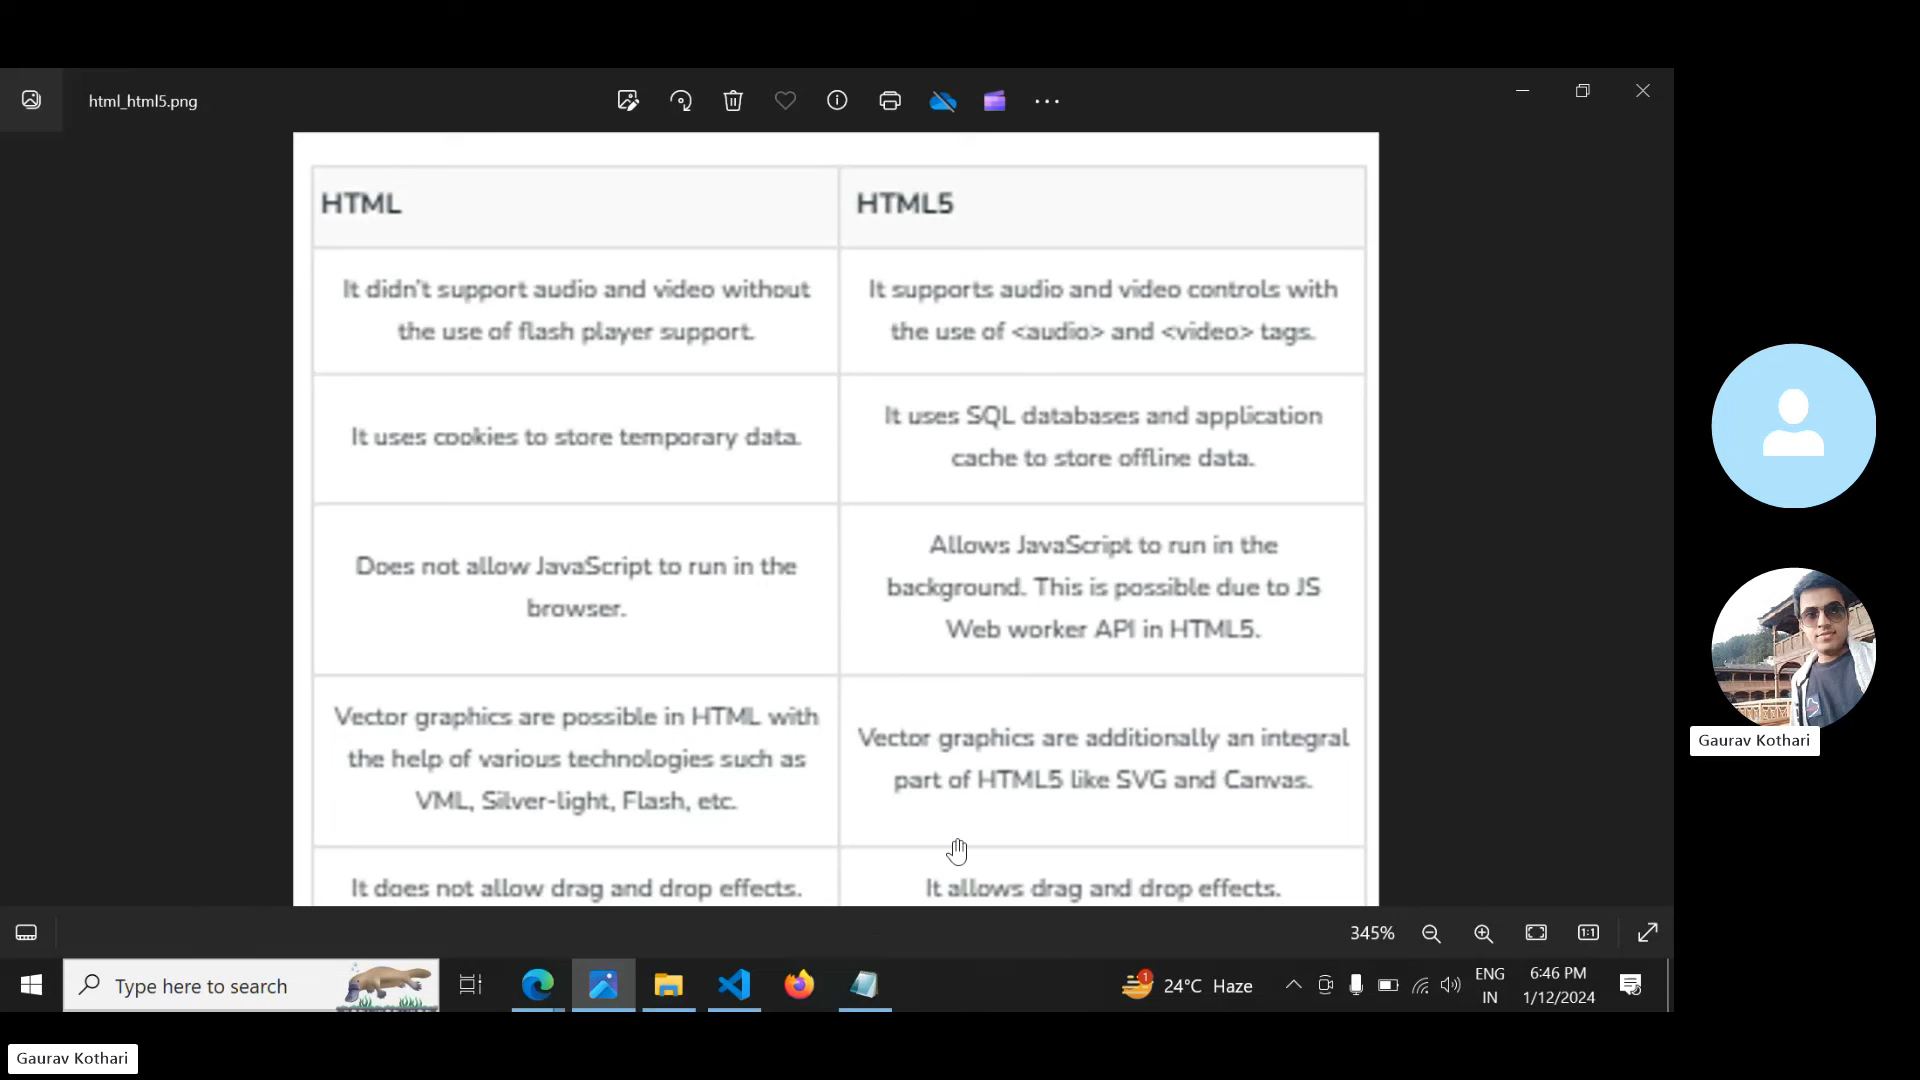 html_html5.png
HTML
HTML5
It didn't support audio and video without
the use of flash player support.
It supports audio and video controls with
the use of <audio> and <video> tags.
It uses cookies to store temporary data.
It uses SQL databases and application
cache to store offline data.
Does not allow JavaScript to run in the
browser.
Allows JavaScript to run in the
background. This is possible due to JS
Web worker API in HTML5.
Vector graphics are possible in HTML with
the help of various technologies such as
VML, Silver-light, Flash, etc.
Vector graphics are additionally an integral
part of HTML5 like SVG and Canvas.
It does not allow drag and drop effects.
It allows drag and drop effects.
Gaurav Kothari
345%
1:1
Type here to search
1
24°C Haze
ENG
IN
6:46 PM
1/12/2024
Gaurav Kothari